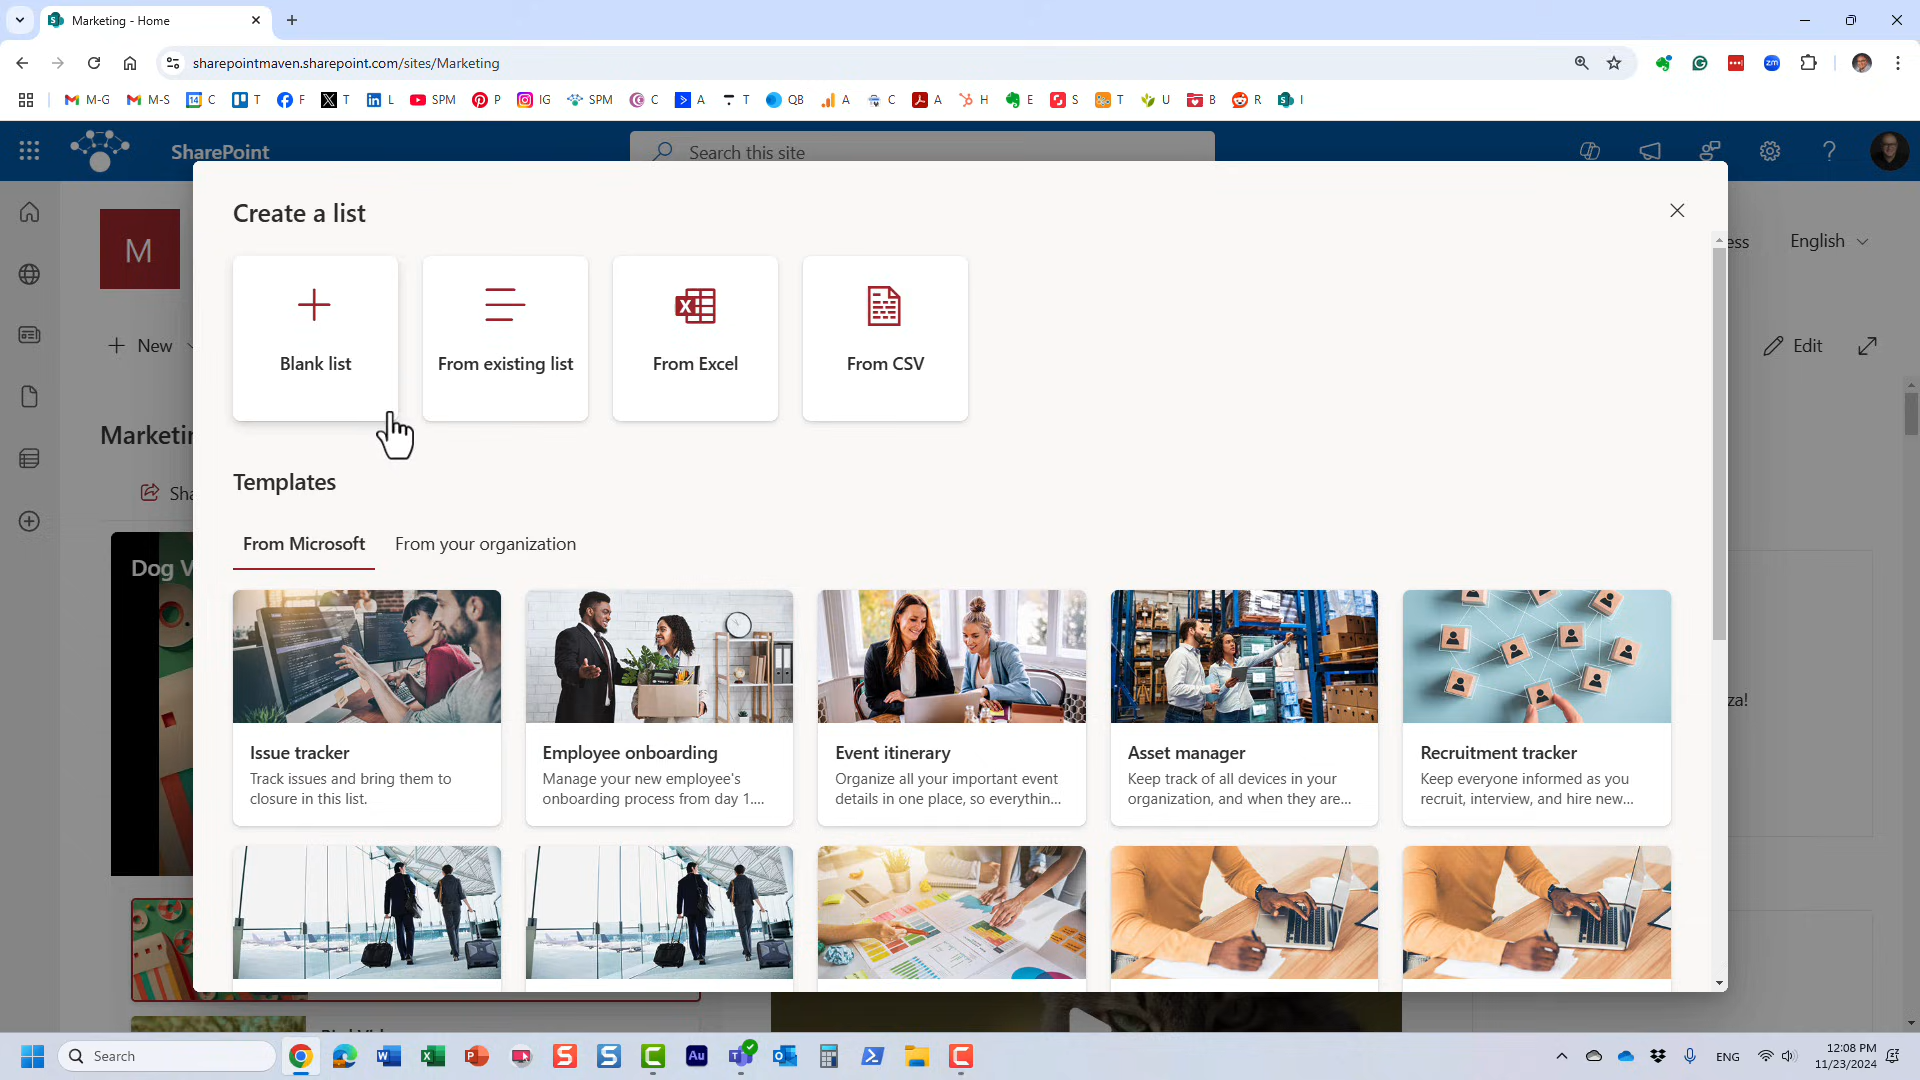 Marketing - Home
sharepointmaven.sharepoint.com/sites/Marketing
M-G M-S C T F T L SPM P IG SPM C A T QB A C A H E S T U B R I
SharePoint
Search this site
Create a list
M
English
Blank list
From existing list
From Excel
From CSV
New
Edit
Templates
From Microsoft
From your organization
Issue tracker
Track issues and bring them to
closure in this list.
Employee onboarding
Manage your new employee's
onboarding process from day 1....
Event itinerary
Organize all your important event
details in one place, so everythin...
Asset manager
Keep track of all devices in your
organization, and when they are...
Recruitment tracker
Keep everyone informed as you
recruit, interview, and hire new...
Dog
Search
ENG
12:08 PM
11/23/2024